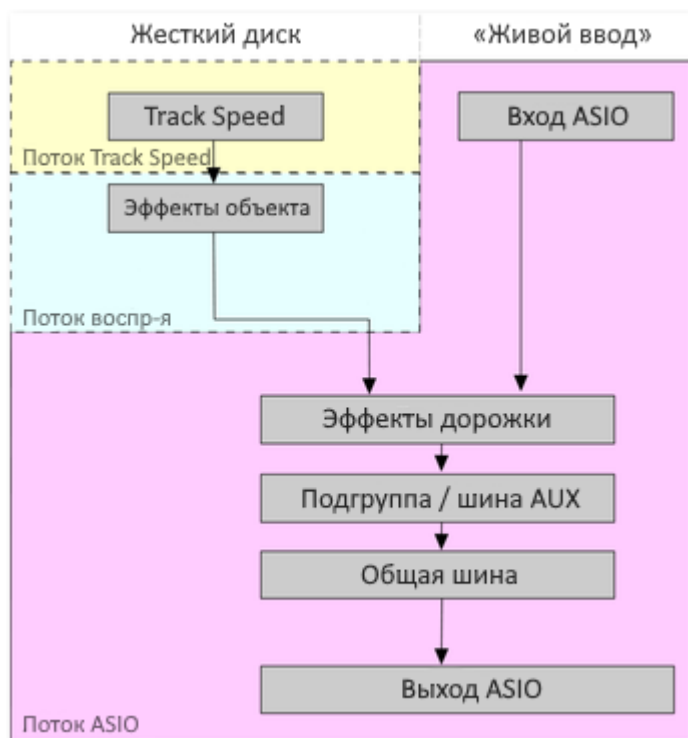 Жесткий диск
«Живой ввод»
Track Speed
Вход ASIO
Поток Track Speed
Эффекты объекта
Поток воспр-я
Эффекты дорожки
Подгруппа / шина AUX
Общая шина
Выход ASIO
Поток ASIO